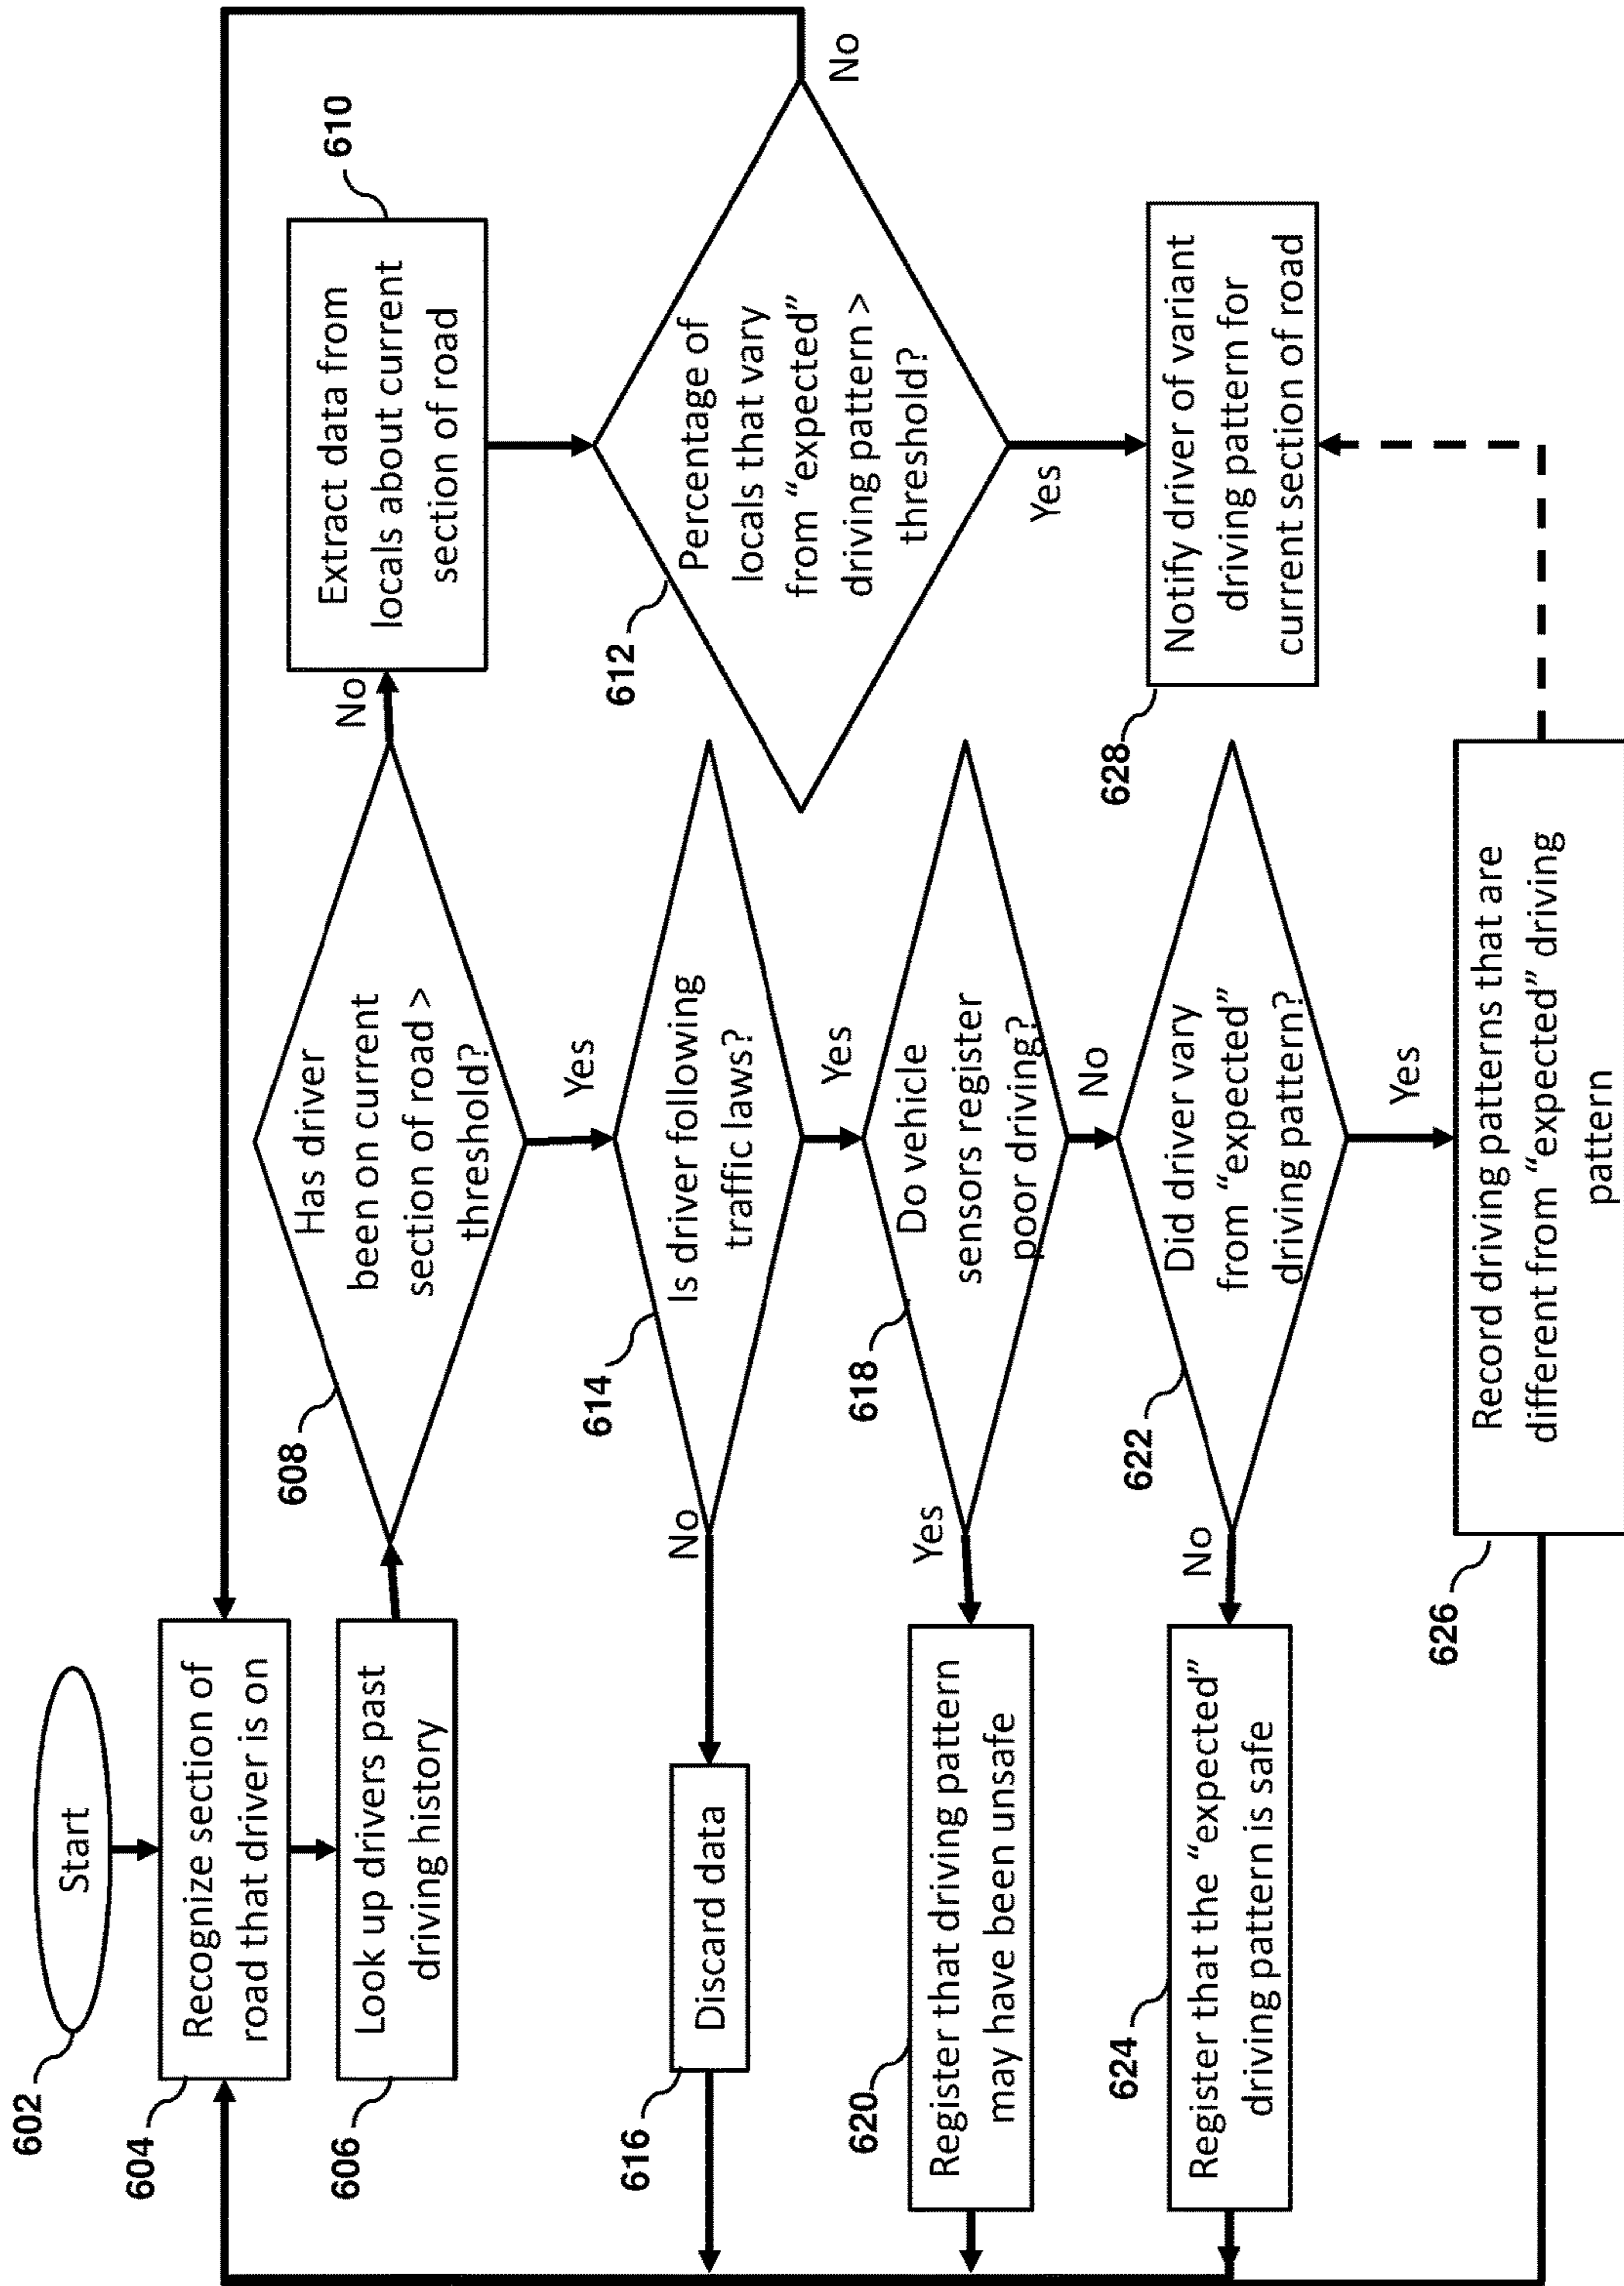 602
Start
604
Recognize section of
road that driver is on
606
Look up drivers past
driving history
608
Has driver
been on current
section of road >
threshold?
No
Yes
610
Extract data from
locals about current
section of road
612
Percentage of
locals that vary
from “expected”
driving pattern >
threshold?
No
Yes
614
Is driver following
traffic laws?
No
Yes
616
Discard data
618
Do vehicle
sensors register
poor driving?
Yes
No
620
Register that driving pattern
may have been unsafe
622
Did driver vary
from “expected”
driving pattern?
No
Yes
624
Register that the “expected”
driving pattern is safe
626
Record driving patterns that are
different from “expected” driving
pattern
628
Notify driver of variant
driving pattern for
current section of road